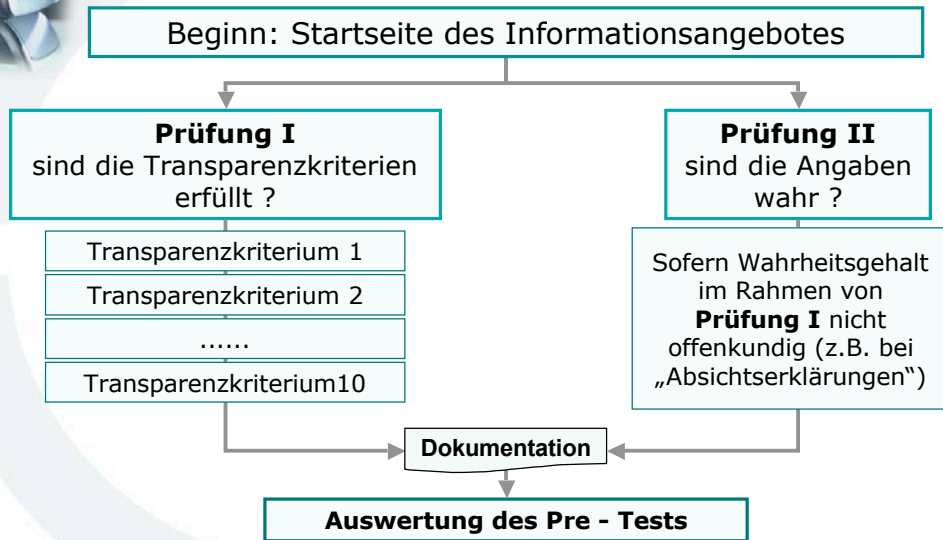 Beginn: Startseite des Informationsangebotes
Prüfung I
sind die Transparenzkriterien
erfüllt ?
Transparenzkriterium 1
Transparenzkriterium 2
......
Transparenzkriterium10
Prüfung II
sind die Angaben
wahr ?
Sofern Wahrheitsgehalt
im Rahmen von
Prüfung I nicht
offenkundig (z.B. bei
„Absichtserklärungen“)
Dokumentation
Auswertung des Pre - Tests